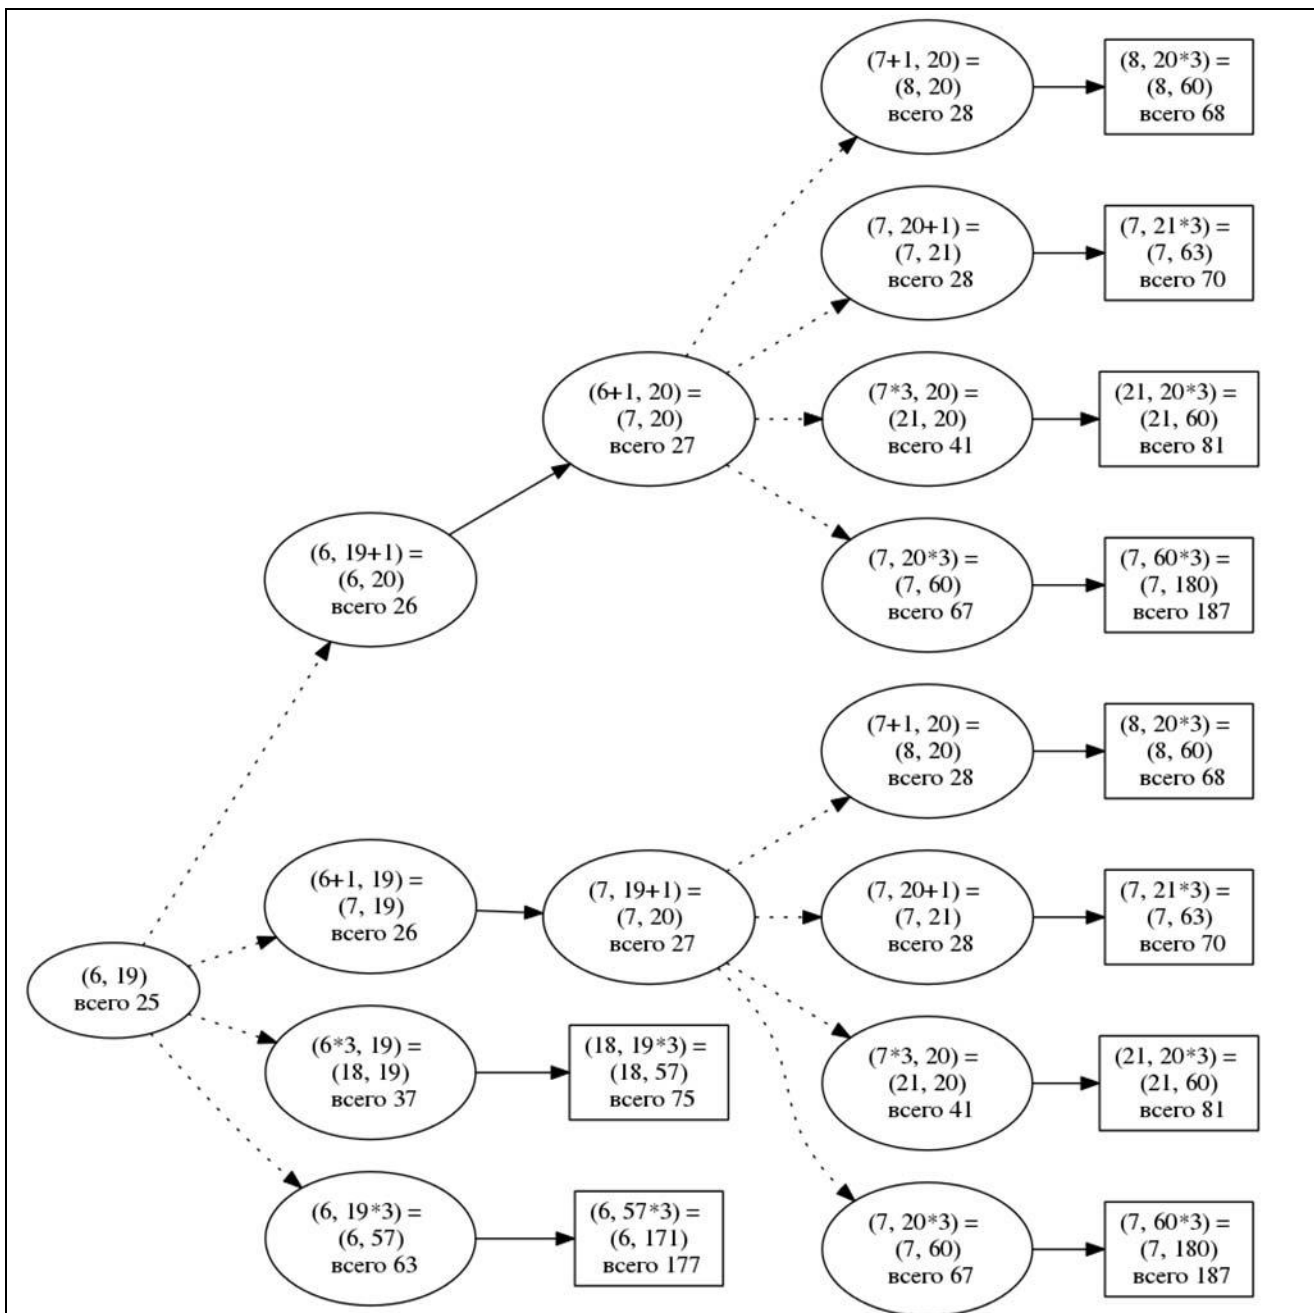 (7+1, 20) =
(8, 20)
всего 28
(8, 20*3) =
(8, 60)
всего 68
(7, 20+1) =
(7, 21)
всего 28
(7, 21*3) =
(7, 63)
всего 70
(6+1, 20) =
(7, 20)
всего 27
(7*3, 20) =
(21, 20)
всего 41
(21, 20*3) =
(21, 60)
всего 81
(6, 19+1) =
(6, 20)
всего 26
(7, 20*3) =
(7, 60)
всего 67
(7, 60*3) =
(7, 180)
всего 187
(7+1, 20) =
(8, 20)
всего 28
(8, 20*3) =
(8, 60)
всего 68
(6+1, 19) =
(7, 19)
всего 26
(7, 19+1) =
(7, 20)
всего 27
(7, 20+1) =
(7, 21)
всего 28
(7, 21*3) =
(7, 63)
всего 70
(6, 19)
всего 25
(6*3, 19) =
(18, 19)
всего 37
(18, 19*3) =
(18, 57)
всего 75
(7*3, 20) =
(21, 20)
всего 41
(21, 20*3) =
(21, 60)
всего 81
(6, 19*3) =
(6, 57)
всего 63
(6, 57*3) =
(6, 171)
всего 177
(7, 20*3) =
(7, 60)
всего 67
(7, 60*3) =
(7, 180)
всего 187